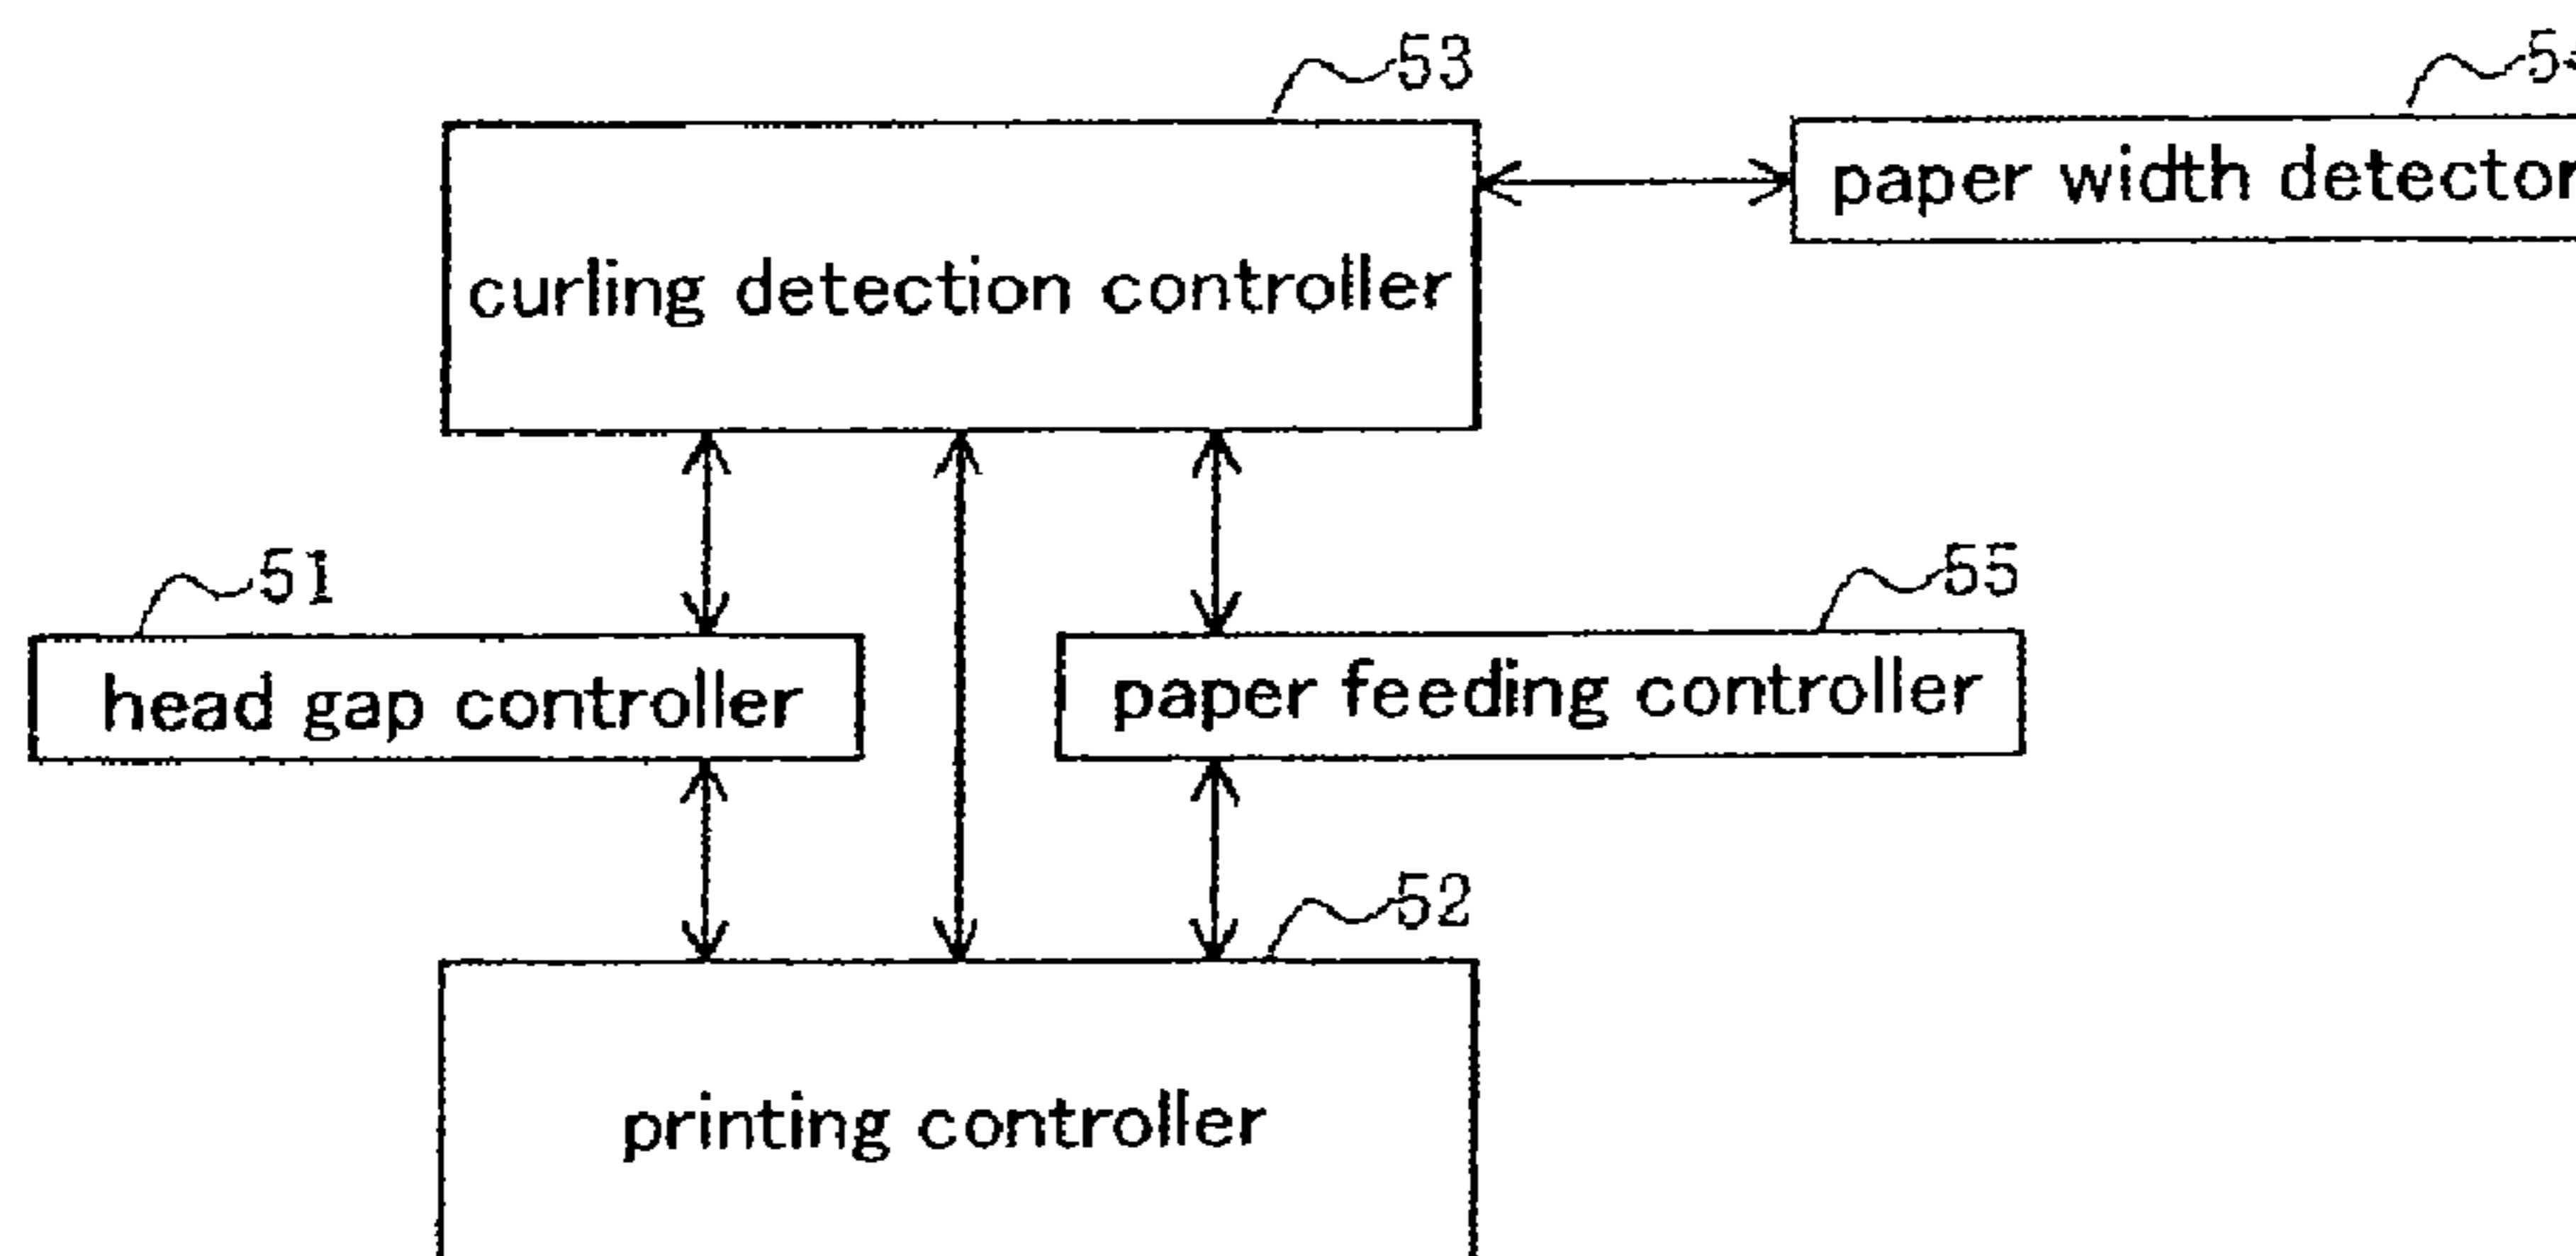 53
curling detection controller
paper width detector
51
head gap controller
55
paper feeding controller
52
printing controller